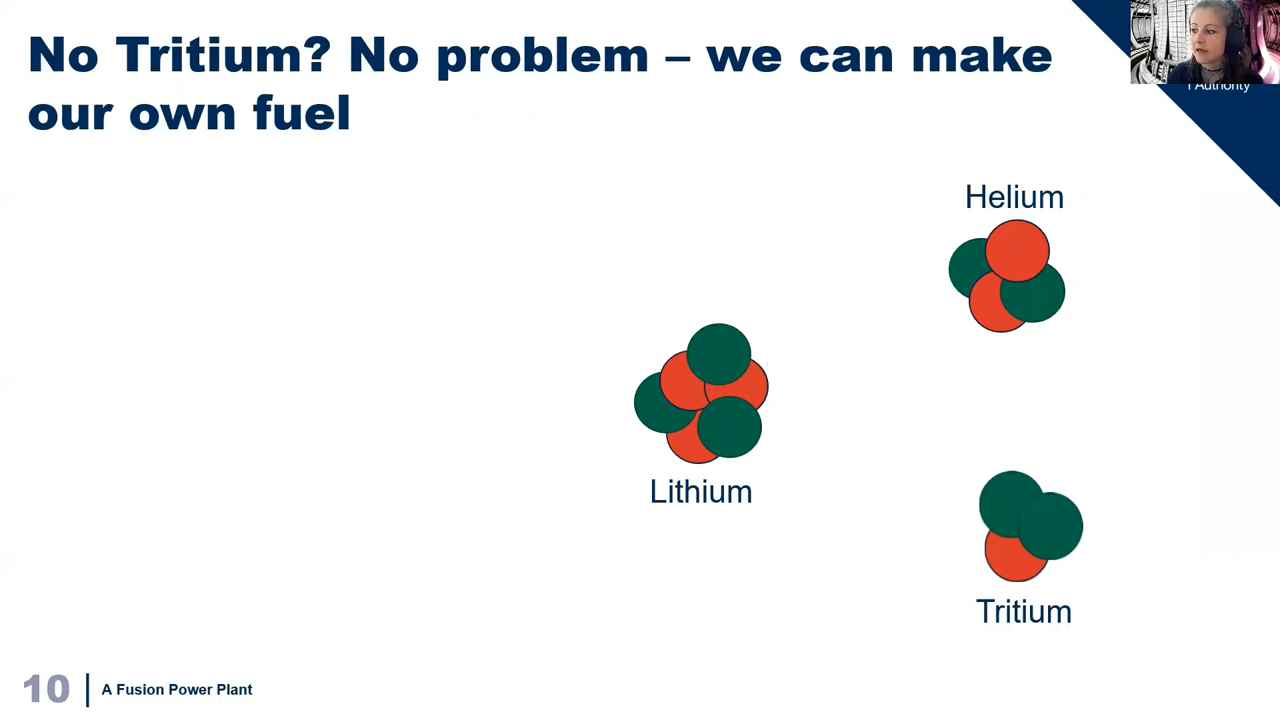 No Tritium? No problem – we can make
our own fuel
Authority
Helium
Lithium
Tritium
10
A Fusion Power Plant